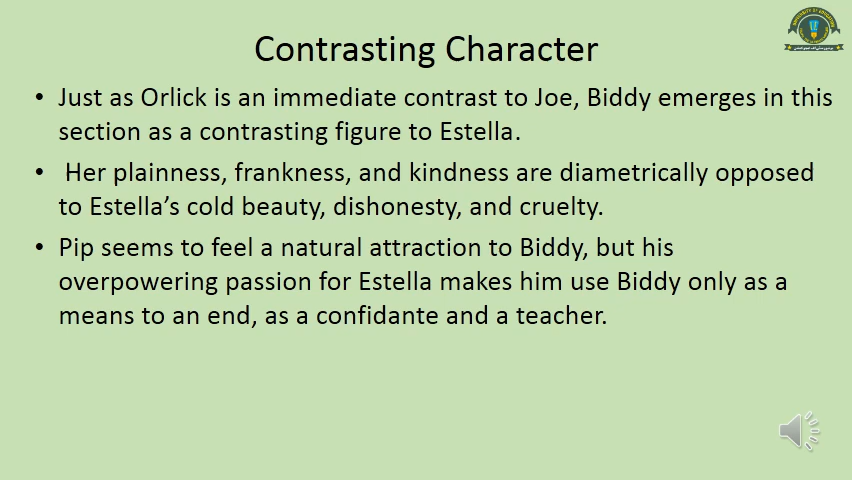 Contrasting Character
• Just as Orlick is an immediate contrast to Joe, Biddy emerges in this
section as a contrasting figure to Estella.
• Her plainness, frankness, and kindness are diametrically opposed
to Estella’s cold beauty, dishonesty, and cruelty.
• Pip seems to feel a natural attraction to Biddy, but his
overpowering passion for Estella makes him use Biddy only as a
means to an end, as a confidante and a teacher.